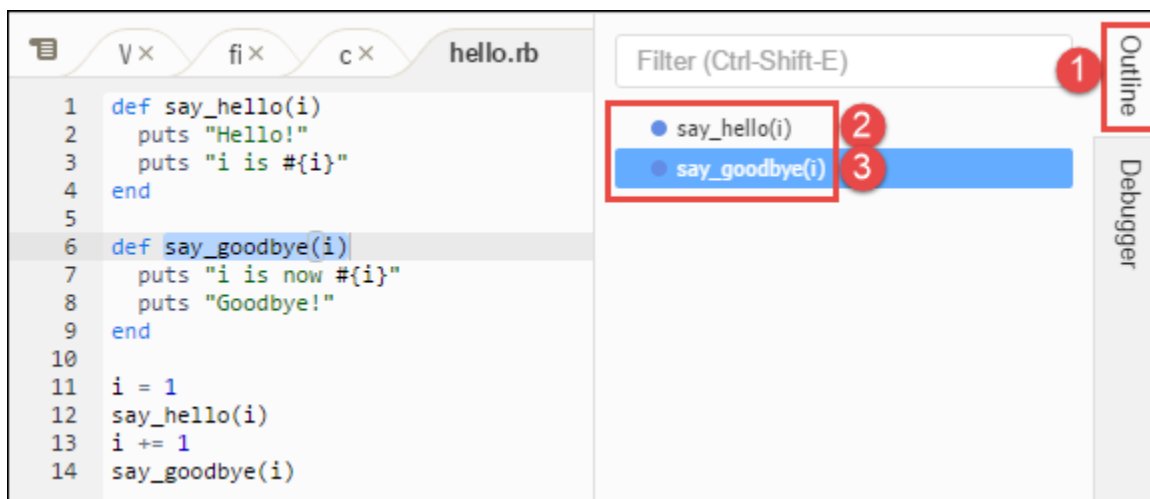 V × fi × c × hello.rb
1 def say_hello(i)
2   puts "Hello!"
3   puts "i is #{i}"
4 end
5
6 def say_goodbye(i)
7   puts "i is now #{i}"
8   puts "Goodbye!"
9 end
10
11 i = 1
12 say_hello(i)
13 i += 1
14 say_goodbye(i)
Filter (Ctrl-Shift-E)
say_hello(i) 2
say_goodbye(i) 3
1 Outline
Debugger